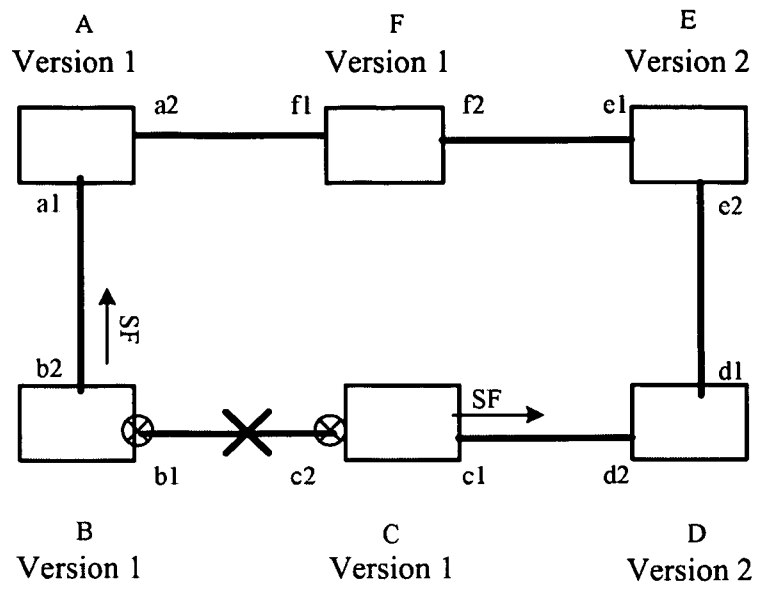 A
Version 1
F
Version 1
E
Version 2
a2
f1
f2
e1
a1
e2
SF
b2
d1
SF
b1
c2
c1
d2
B
Version 1
C
Version 1
D
Version 2